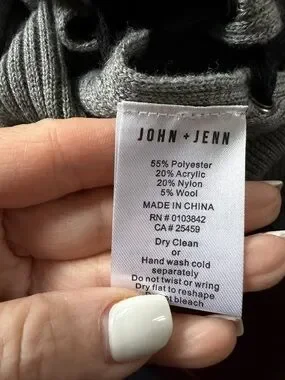 JOHN + JENN
55% Polyester
20% Acrylic
20% Nylon
5% Wool
MADE IN CHINA
RN # 0103842
CA # 25459
Dry Clean
or
Hand wash cold
separately
Do not twist or wring
Dry flat to reshape
bleach